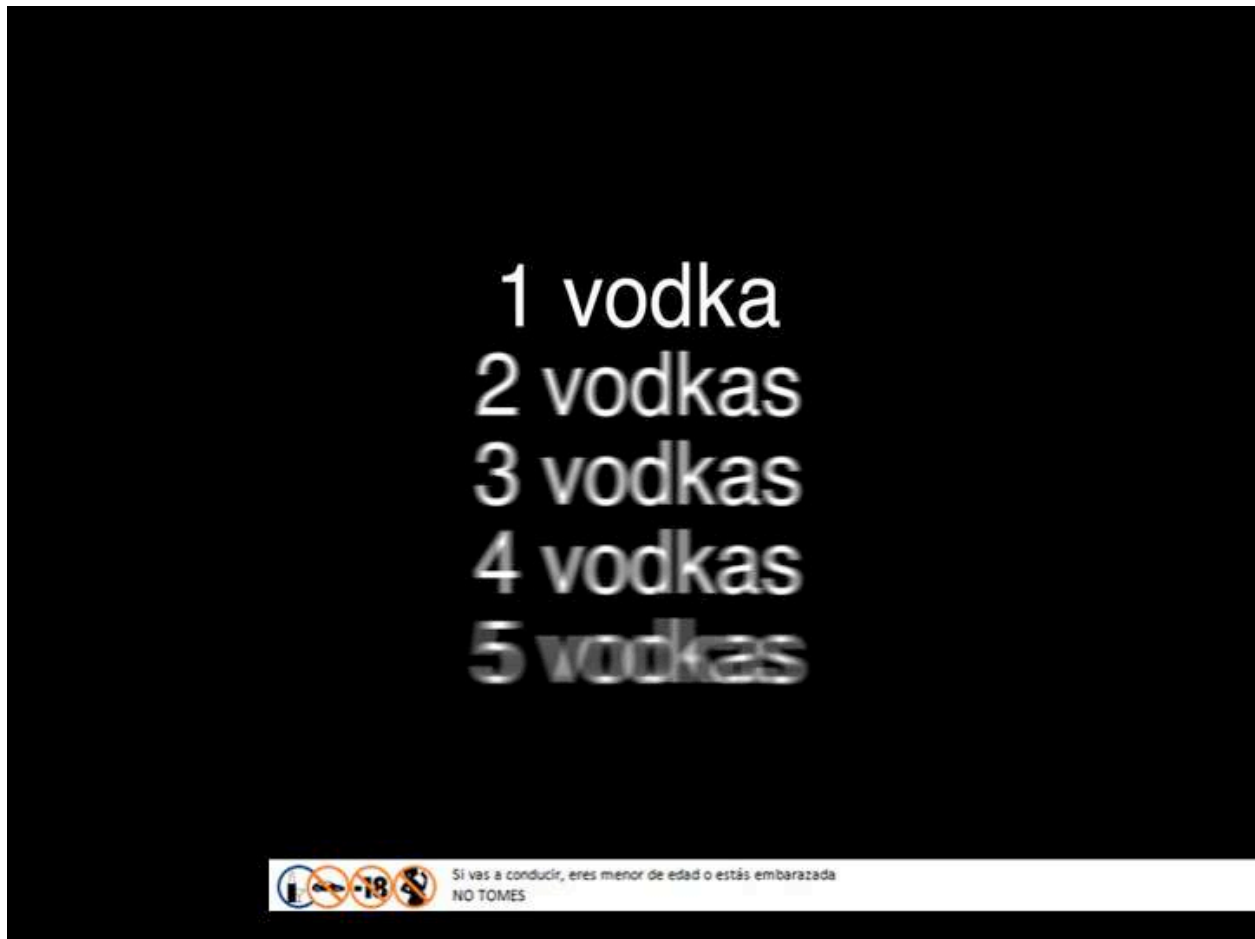 1 vodka
2 vodkas
3 vodkas
4 vodkas
5 vodkas
-18
Si vas a conducir, eres menor de edad o estás embarazada
NO TOMES